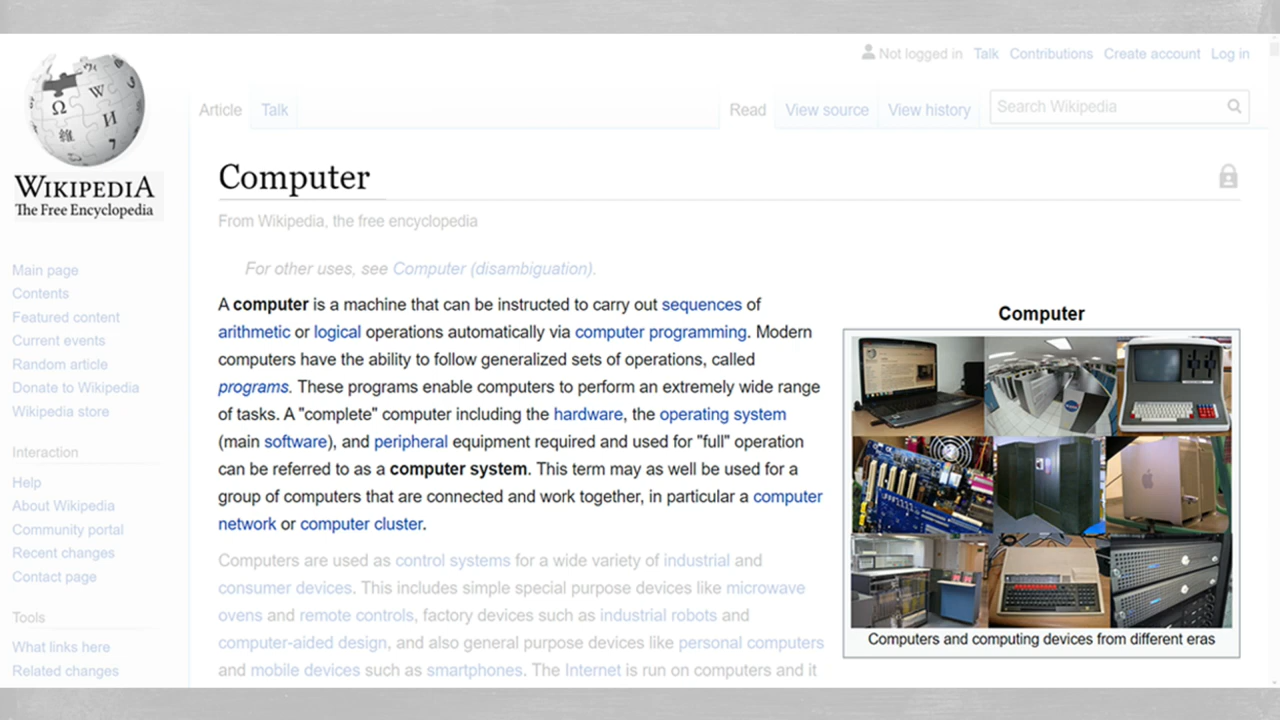 Not logged in Talk Contributions Create account Log in
Article Talk Read View source View history Search Wikipedia
WIKIPEDIA
The Free Encyclopedia
Computer
From Wikipedia, the free encyclopedia
For other uses, see Computer (disambiguation).
Main page
Contents
Featured content
Current events
Random article
Donate to Wikipedia
Wikipedia store
Interaction
Help
About Wikipedia
Community portal
Recent changes
Contact page
Tools
What links here
Related changes
A computer is a machine that can be instructed to carry out sequences of
arithmetic or logical operations automatically via computer programming. Modern
computers have the ability to follow generalized sets of operations, called
programs. These programs enable computers to perform an extremely wide range
of tasks. A "complete" computer including the hardware, the operating system
(main software), and peripheral equipment required and used for "full" operation
can be referred to as a computer system. This term may as well be used for a
group of computers that are connected and work together, in particular a computer
network or computer cluster.
Computers are used as control systems for a wide variety of industrial and
consumer devices. This includes simple special purpose devices like microwave
ovens and remote controls, factory devices such as industrial robots and
computer-aided design, and also general purpose devices like personal computers
and mobile devices such as smartphones. The Internet is run on computers and it
Computer
Computers and computing devices from different eras